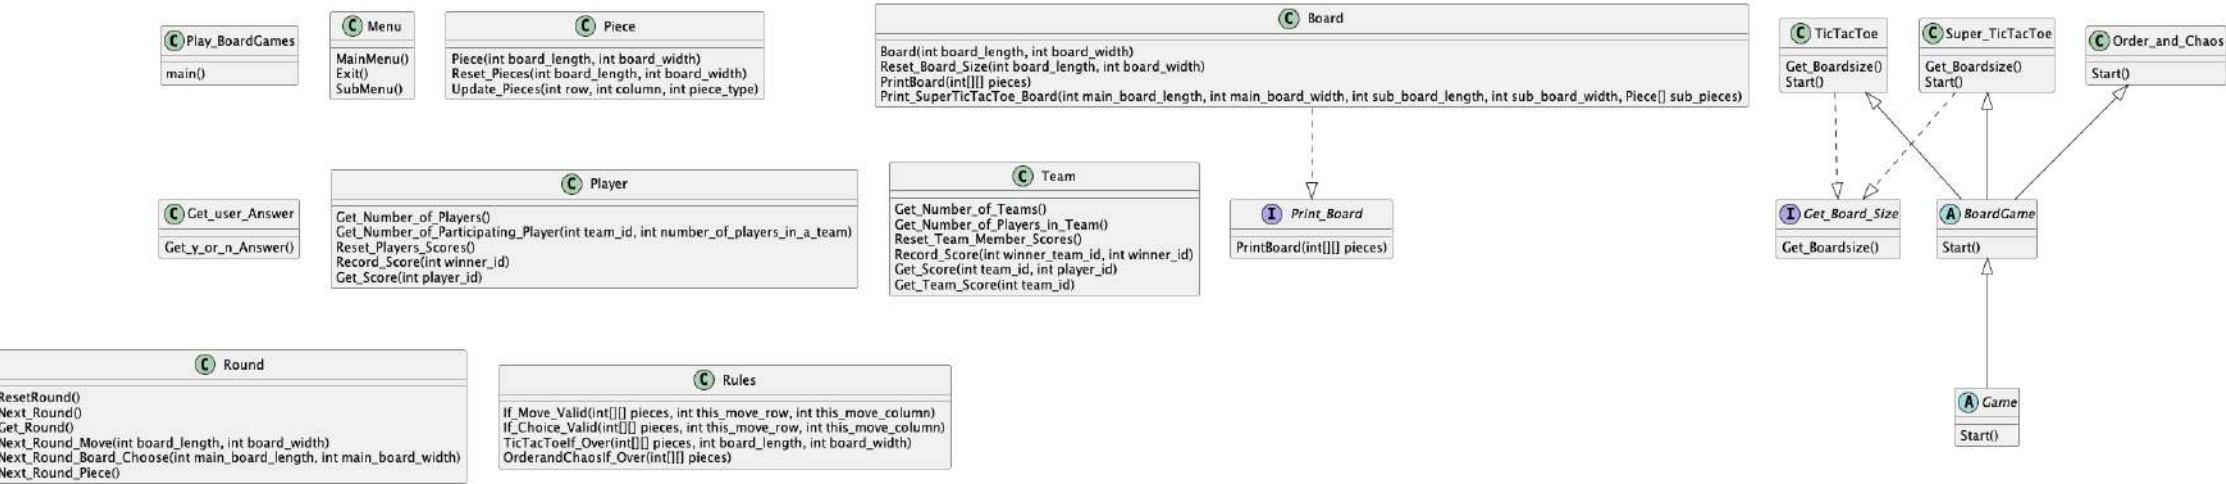 C Play_BoardGames
main()
C Menu
MainMenu()
Exit()
SubMenu()
C Piece
Piece(int board_length, int board_width)
Reset_Pieces(int board_length, int board_width)
Update_Pieces(int row, int column, int piece_type)
C Board
Board(int board_length, int board_width)
Reset_Board_Size(int board_length, int board_width)
PrintBoard(int[][] pieces)
Print_SuperTicTacToe_Board(int main_board_length, int main_board_width, int sub_board_length, int sub_board_width, Piece[] sub_pieces)
C TicTacToe
Get_Boardsize()
Start()
C Super_TicTacToe
Get_Boardsize()
Start()
C Order_and_Chaos
Start()
C Get_user_Answer
Get_y_or_n_Answer()
C Player
Get_Number_of_Players()
Get_Number_of_Participating_Player(int team_id, int number_of_players_in_a_team)
Reset_Players_Scores()
Record_Score(int winner_id)
Get_Score(int player_id)
C Team
Get_Number_of_Teams()
Get_Number_of_Players_in_Team()
Reset_Team_Member_Scores()
Record_Score(int winner_team_id, int winner_id)
Get_Score(int team_id, int player_id)
Get_Team_Score(int team_id)
I Print_Board
PrintBoard(int[][] pieces)
I Get_Board_Size
Get_Boardsize()
A BoardGame
Start()
C Round
ResetRound()
Next_Round()
Get_Round()
Next_Round_Move(int board_length, int board_width)
Next_Round_Board_Choose(int main_board_length, int main_board_width)
Next_Round_Piece()
C Rules
If_Move_Valid(int[][] pieces, int this_move_row, int this_move_column)
If_Choice_Valid(int[][] pieces, int this_move_row, int this_move_column)
TicTacToeIf_Over(int[][] pieces, int board_length, int board_width)
OrderandChaosIf_Over(int[][] pieces)
A Game
Start()